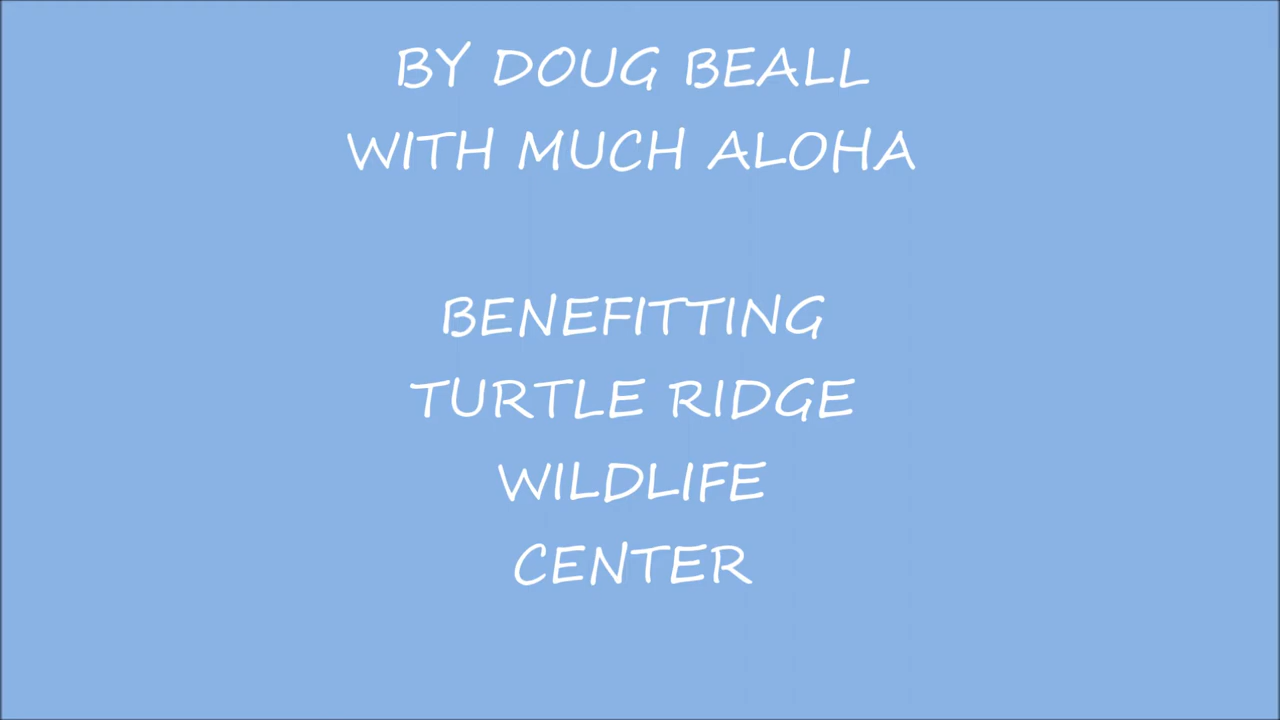 BY DOUG BEALL
WITH MUCH ALOHA
BENEFITTING
TURTLE RIDGE
WILDLIFE
CENTER